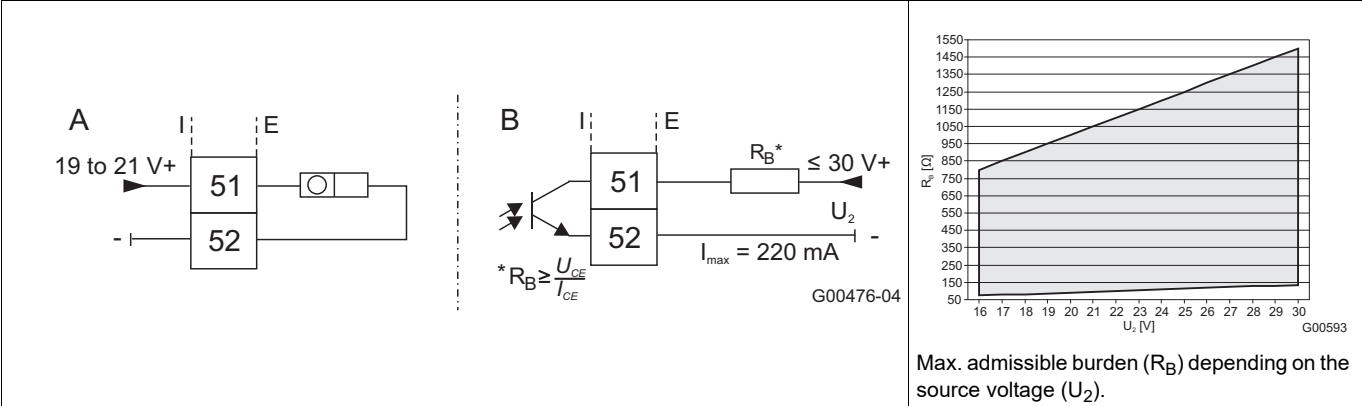 A
I
E
19 to 21 V+
51
52
-
B
I
E
R_B*
≤ 30 V+
51
U₂
52
-
I_max = 220 mA
*R_B≥ U_CE
I_CE
G00476-04
1550
1450
1350
1250
1150
1050
950
850
750
650
550
450
350
250
150
50
R_B [Ω]
16 17 18 19 20 21 22 23 24 25 26 27 28 29 30
U₂ [V]
G00593
Max. admissible burden (R_B) depending on the
source voltage (U₂).